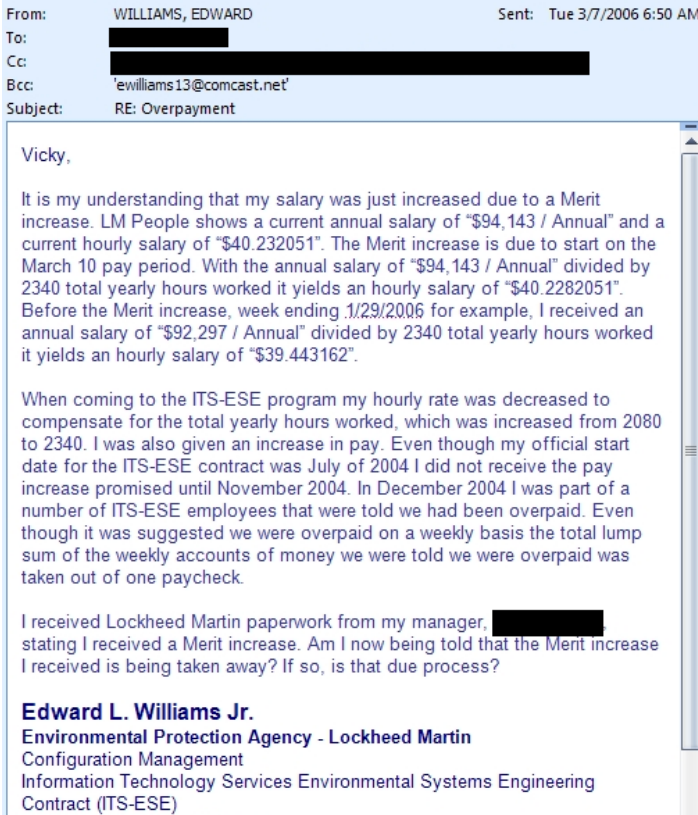 From: WILLIAMS, EDWARD Sent: Tue 3/7/2006 6:50 AM
To:
Cc:
Bcc: 'ewilliams13@comcast.net'
Subject: RE: Overpayment
Vicky,
It is my understanding that my salary was just increased due to a Merit
increase. LM People shows a current annual salary of “$94,143 / Annual” and a
current hourly salary of “$40.232051”. The Merit increase is due to start on the
March 10 pay period. With the annual salary of “$94,143 / Annual” divided by
2340 total yearly hours worked it yields an hourly salary of “$40.2282051”.
Before the Merit increase, week ending 1/29/2006 for example, I received an
annual salary of “$92,297 / Annual” divided by 2340 total yearly hours worked
it yields an hourly salary of “$39.443162”.
When coming to the ITS-ESE program my hourly rate was decreased to
compensate for the total yearly hours worked, which was increased from 2080
to 2340. I was also given an increase in pay. Even though my official start
date for the ITS-ESE contract was July of 2004 I did not receive the pay
increase promised until November 2004. In December 2004 I was part of a
number of ITS-ESE employees that were told we had been overpaid. Even
though it was suggested we were overpaid on a weekly basis the total lump
sum of the weekly accounts of money we were told we were overpaid was
taken out of one paycheck.
I received Lockheed Martin paperwork from my manager, ,
stating I received a Merit increase. Am I now being told that the Merit increase
I received is being taken away? If so, is that due process?
Edward L. Williams Jr.
Environmental Protection Agency - Lockheed Martin
Configuration Management
Information Technology Services Environmental Systems Engineering
Contract (ITS-ESE)